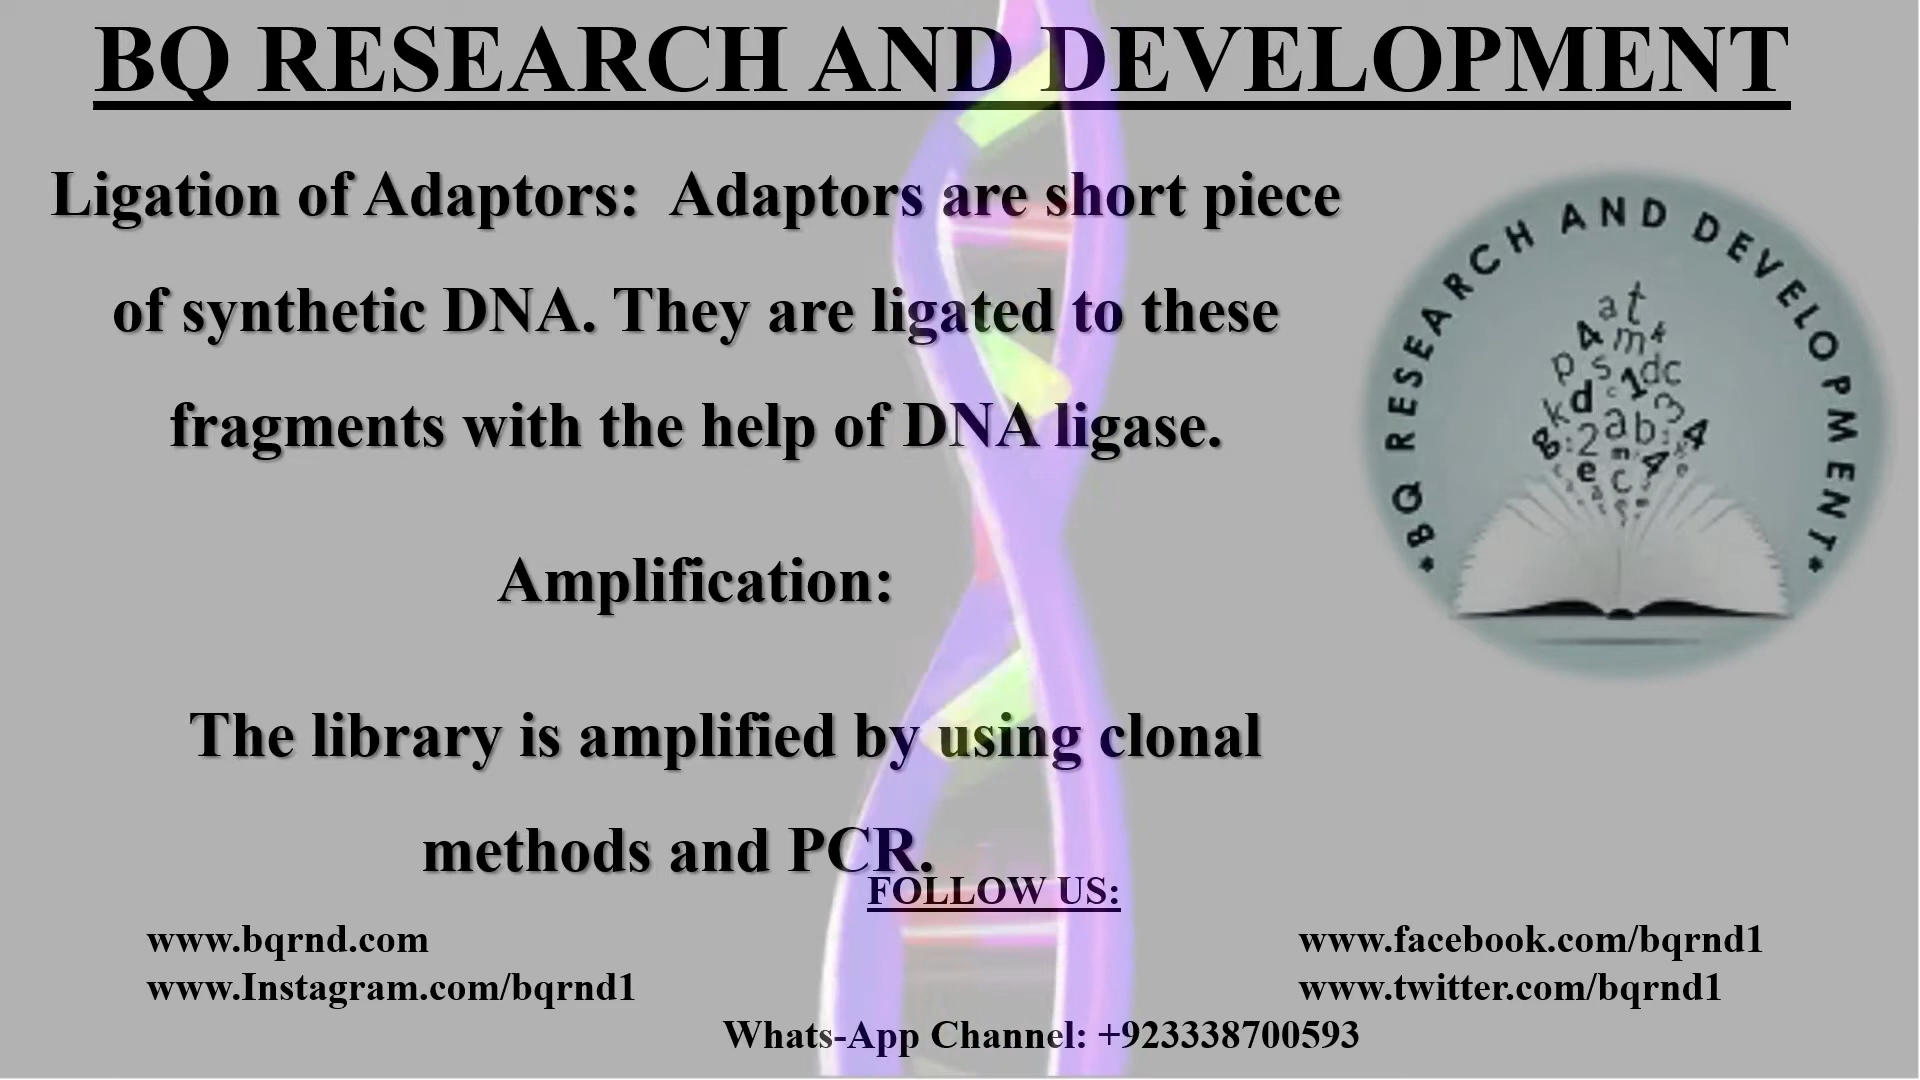 BQ RESEARCH AND DEVELOPMENT
Ligation of Adaptors: Adaptors are short piece
of synthetic DNA. They are ligated to these
fragments with the help of DNA ligase.
Amplification:
The library is amplified by using clonal
methods and PCR.
BQ RESEARCH AND DEVELOPMENT
FOLLOW US:
www.bqrnd.com
www.facebook.com/bqrnd1
www.Instagram.com/bqrnd1
www.twitter.com/bqrnd1
Whats-App Channel: +923338700593